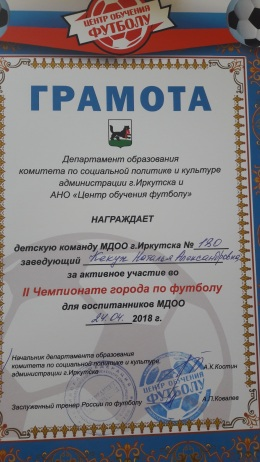 ЦЕНТР ОБУЧЕНИЯ
ФУТБОЛУ
ГРАМОТА
Департамент образования
комитета по социальной политике и культуре
администрации г.Иркутска и
АНО «Центр обучения футболу»
НАГРАЖДАЕТ
детскую команду МДОО г.Иркутска № 180
заведующий Наталья Александровна
за активное участие во
II Чемпионате города по футболу
для воспитанников МДОО
24.04. 2018 г.
Начальник департамента образования
комитета по социальной политике и культуре
администрации г.Иркутска
А.К.Костин
ЦЕНТР ОБУЧЕНИЯ
ФУТБОЛУ
Заслуженный тренер России по футболу
А.П.Ковалев